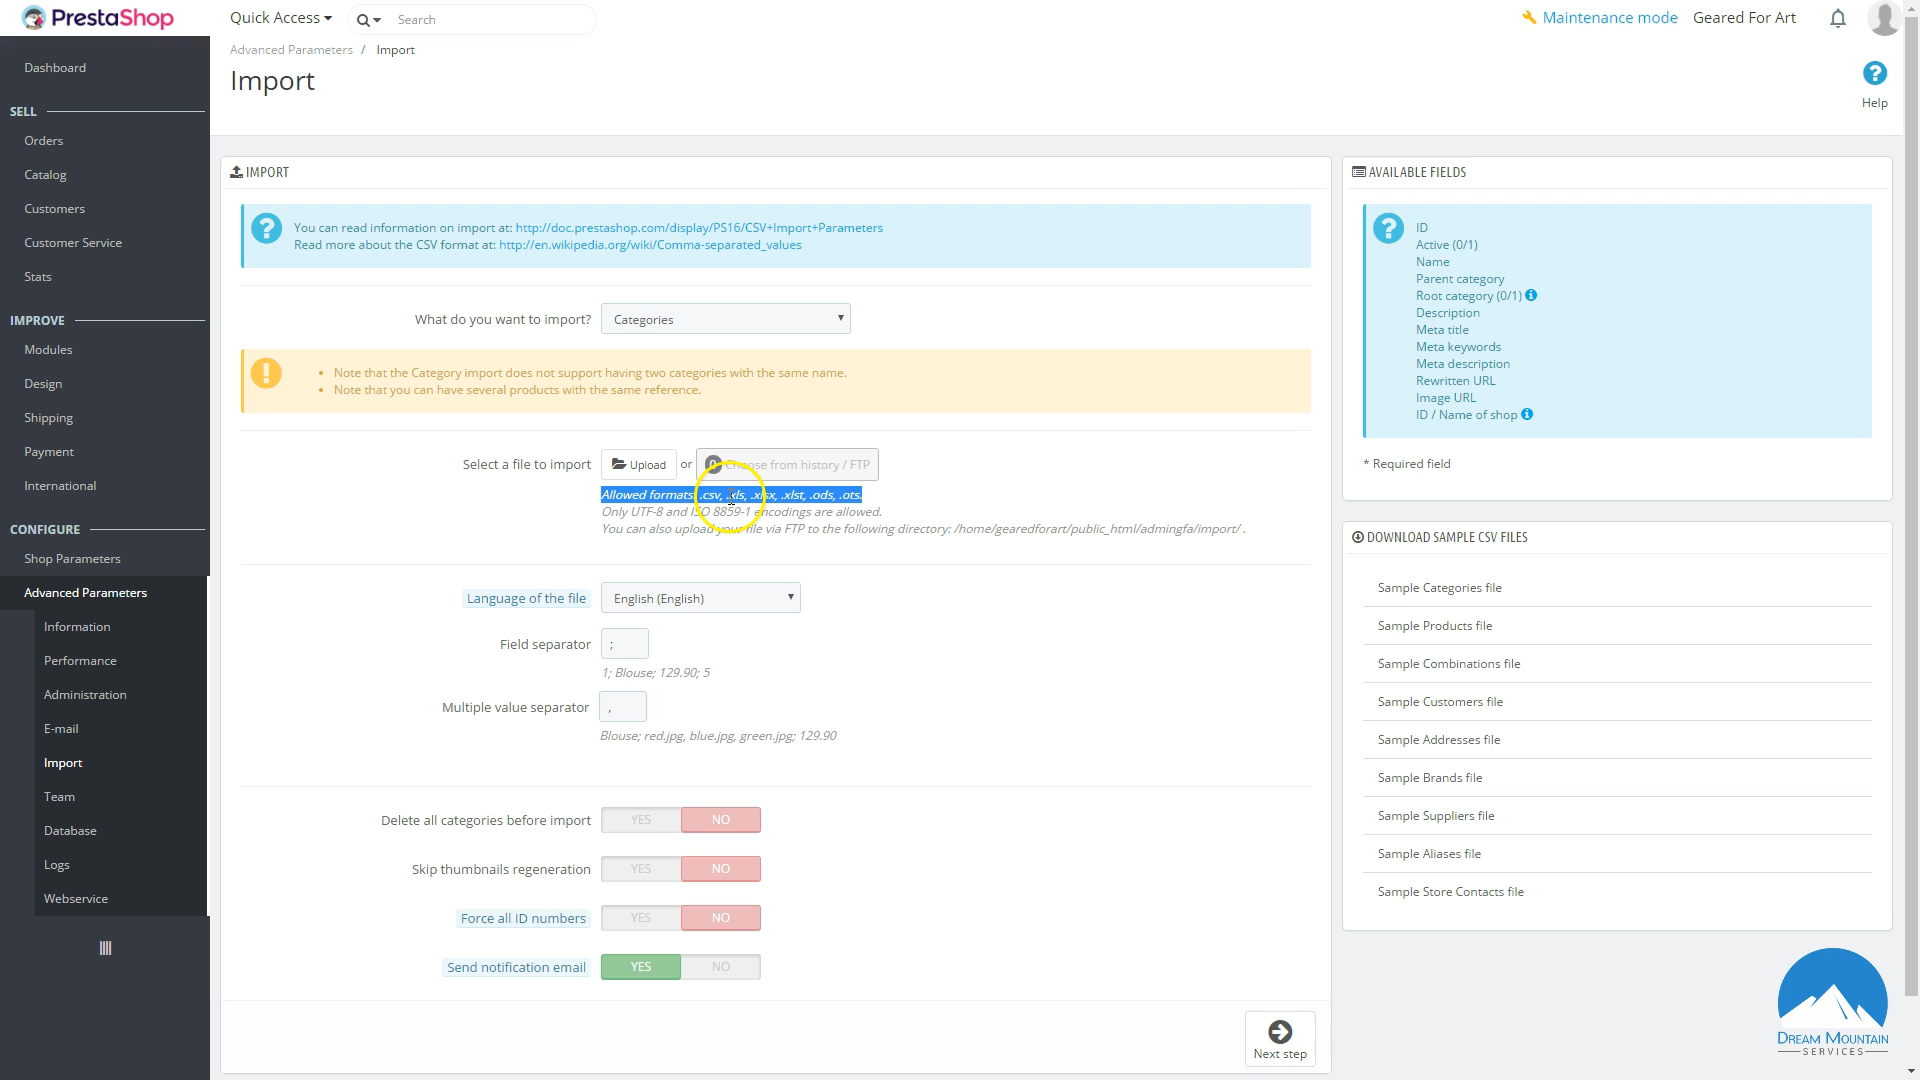 PrestaShop
Quick Access
Search
Maintenance mode
Geared For Art
Advanced Parameters / Import
Import
Help
Dashboard
SELL
Orders
Catalog
Customers
Customer Service
Stats
IMPROVE
Modules
Design
Shipping
Payment
International
CONFIGURE
Shop Parameters
Advanced Parameters
Information
Performance
Administration
E-mail
Import
Team
Database
Logs
Webservice
IMPORT
You can read information on import at: http://doc.prestashop.com/display/PS16/CSV+Import+Parameters
Read more about the CSV format at: http://en.wikipedia.org/wiki/Comma-separated_values
What do you want to import? Categories
Note that the Category import does not support having two categories with the same name.
Note that you can have several products with the same reference.
Select a file to import Upload or 0 Choose from history / FTP
Allowed formats: .csv, .xls, .xlsx, .xlst, .ods, .ots.
Only UTF-8 and ISO 8859-1 encodings are allowed.
You can also upload your file via FTP to the following directory: /home/gearedforart/public_html/admingfa/import/ .
Language of the file English (English)
Field separator ;
1; Blouse; 129.90; 5
Multiple value separator ,
Blouse; red.jpg, blue.jpg, green.jpg; 129.90
Delete all categories before import YES NO
Skip thumbnails regeneration YES NO
Force all ID numbers YES NO
Send notification email YES NO
Next step
AVAILABLE FIELDS
ID
Active (0/1)
Name
Parent category
Root category (0/1)
Description
Meta title
Meta keywords
Meta description
Rewritten URL
Image URL
ID / Name of shop
* Required field
DOWNLOAD SAMPLE CSV FILES
Sample Categories file
Sample Products file
Sample Combinations file
Sample Customers file
Sample Addresses file
Sample Brands file
Sample Suppliers file
Sample Aliases file
Sample Store Contacts file
DREAM MOUNTAIN
SERVICES